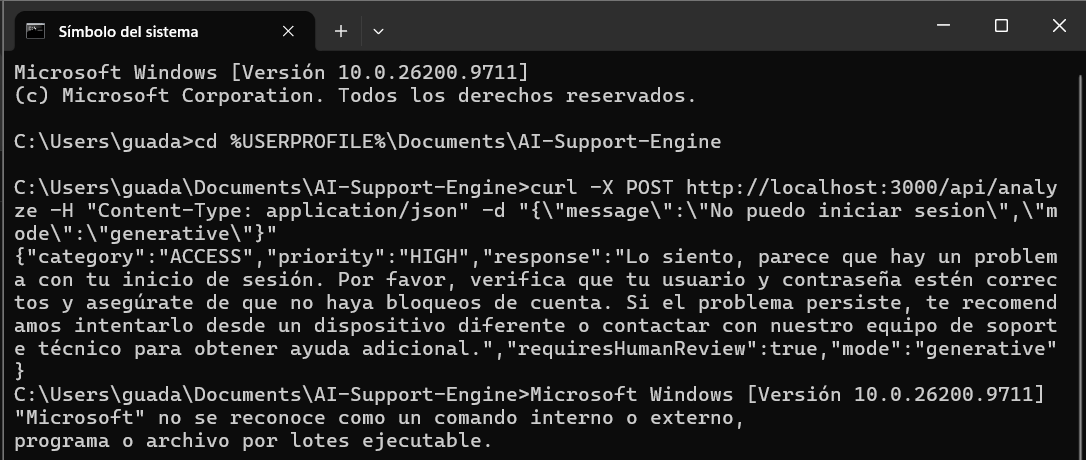 Símbolo del sistema
Microsoft Windows [Versión 10.0.26200.9711]
(c) Microsoft Corporation. Todos los derechos reservados.
C:\Users\guada>cd %USERPROFILE%\Documents\AI-Support-Engine
C:\Users\guada\Documents\AI-Support-Engine>curl -X POST http://localhost:3000/api/analy
ze -H "Content-Type: application/json" -d "{\"message\":\"No puedo iniciar sesion\",\"m
ode\":\"generative\"}"
{"category":"ACCESS","priority":"HIGH","response":"Lo siento, parece que hay un problem
a con tu inicio de sesión. Por favor, verifica que tu usuario y contraseña estén correc
tos y asegúrate de que no haya bloqueos de cuenta. Si el problema persiste, te recomend
amos intentarlo desde un dispositivo diferente o contactar con nuestro equipo de soport
e técnico para obtener ayuda adicional.","requiresHumanReview":true,"mode":"generative"
}
C:\Users\guada\Documents\AI-Support-Engine>Microsoft Windows [Versión 10.0.26200.9711]
"Microsoft" no se reconoce como un comando interno o externo,
programa o archivo por lotes ejecutable.